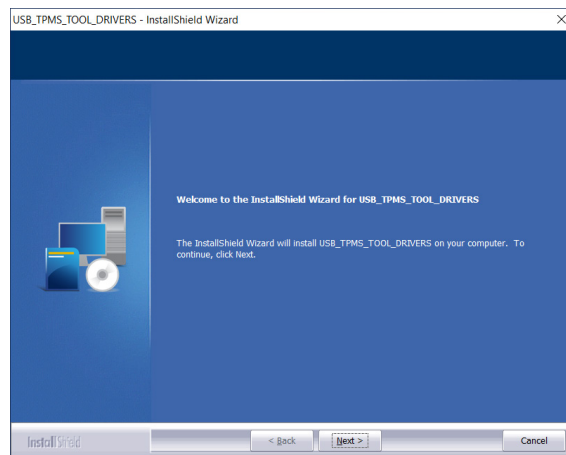 USB_TPMS_TOOL_DRIVERS - InstallShield Wizard
Welcome to the InstallShield Wizard for USB_TPMS_TOOL_DRIVERS
The InstallShield Wizard will install USB_TPMS_TOOL_DRIVERS on your computer. To
continue, click Next.
InstallShield
< Back
Next >
Cancel